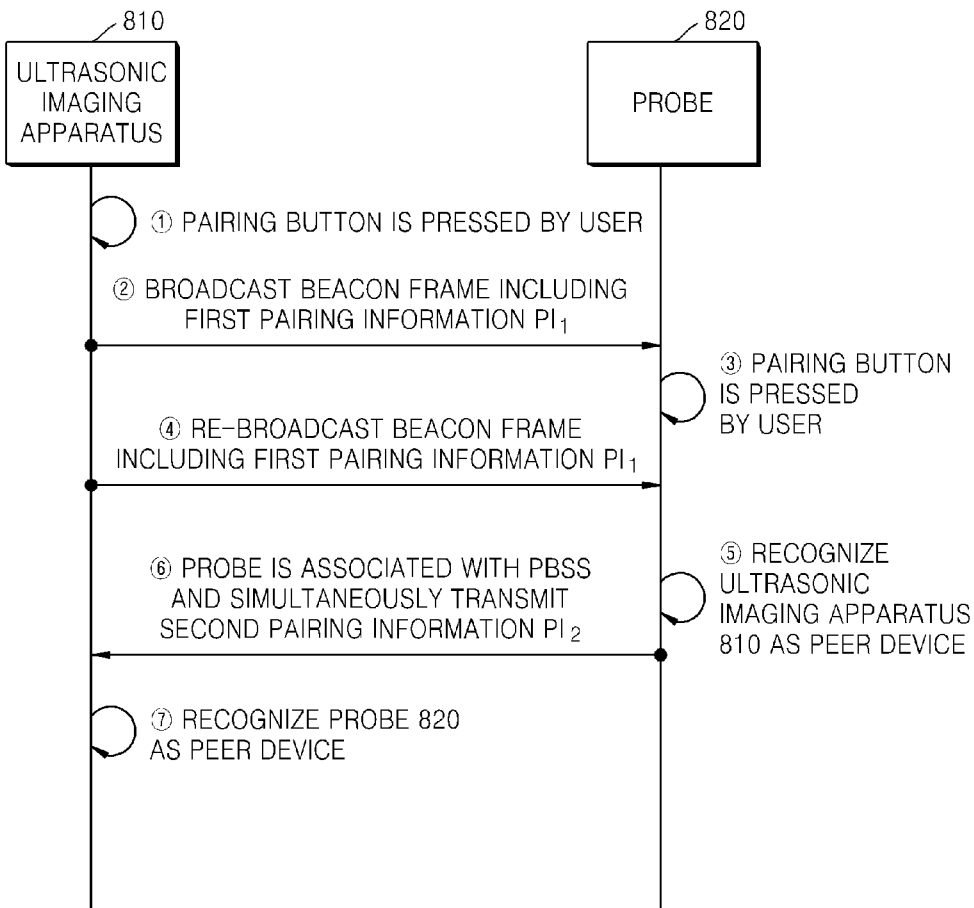 810
820
ULTRASONIC
IMAGING
APPARATUS
PROBE
① PAIRING BUTTON IS PRESSED BY USER
② BROADCAST BEACON FRAME INCLUDING
FIRST PAIRING INFORMATION PI₁
③ PAIRING BUTTON
IS PRESSED
BY USER
④ RE-BROADCAST BEACON FRAME
INCLUDING FIRST PAIRING INFORMATION PI₁
⑤ RECOGNIZE
ULTRASONIC
IMAGING APPARATUS
810 AS PEER DEVICE
⑥ PROBE IS ASSOCIATED WITH PBSS
AND SIMULTANEOUSLY TRANSMIT
SECOND PAIRING INFORMATION PI₂
⑦ RECOGNIZE PROBE 820
AS PEER DEVICE